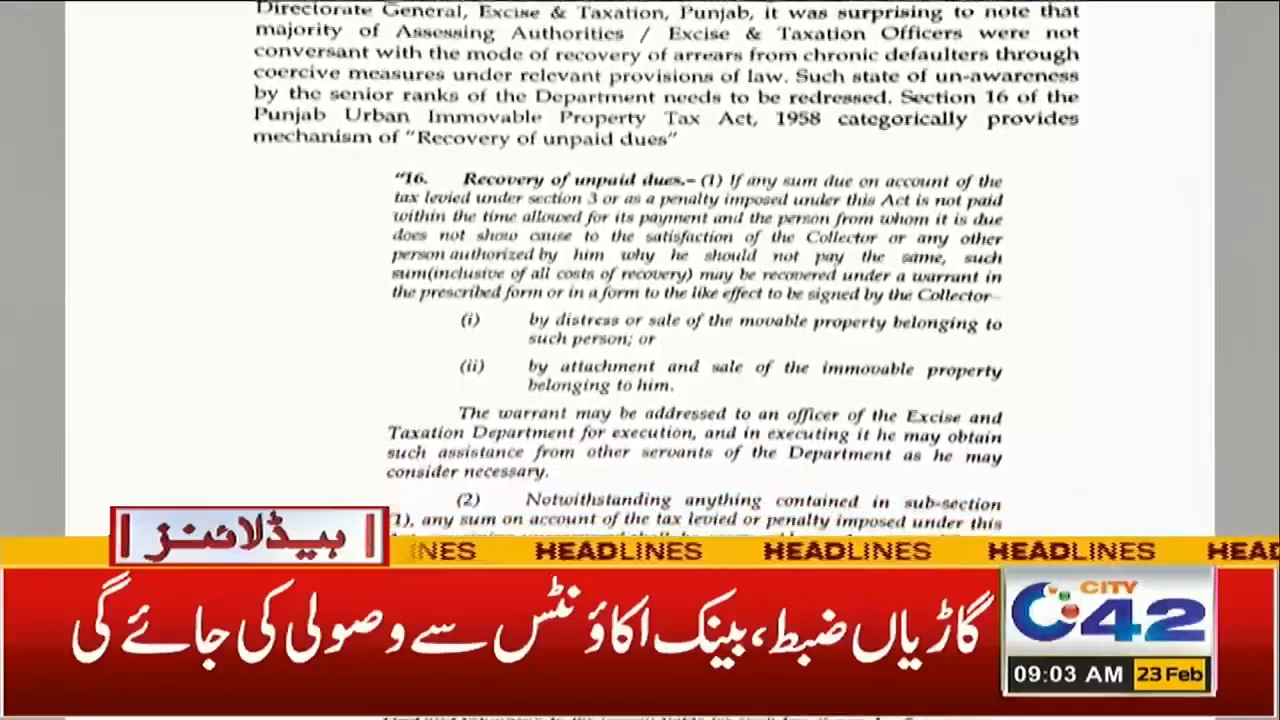 Directorate General, Excise & Taxation, Punjab, it was surprising to note that
majority of Assessing Authorities / Excise & Taxation Officers were not
conversant with the mode of recovery of arrears from chronic defaulters through
coercive measures under relevant provisions of law. Such state of un-awareness
by the senior ranks of the Department needs to be redressed. Section 16 of the
Punjab Urban Immovable Property Tax Act, 1958 categorically provides
mechanism of "Recovery of unpaid dues"
"16. Recovery of unpaid dues.– (1) If any sum due on account of the
tax levied under section 3 or as a penalty imposed under this Act is not paid
within the time allowed for its payment and the person from whom it is due
does not show cause to the satisfaction of the Collector or any other
person authorized by him why he should not pay the same, such
sum(inclusive of all costs of recovery) may be recovered under a warrant in
the prescribed form or in a form to the like effect to be signed by the Collector–
(i) by distress or sale of the movable property belonging to
such person; or
(ii) by attachment and sale of the immovable property
belonging to him.
The warrant may be addressed to an officer of the Excise and
Taxation Department for execution, and in executing it he may obtain
such assistance from other servants of the Department as he may
consider necessary.
(2) Notwithstanding anything contained in sub-section
1), any sum on account of the tax levied or penalty imposed under this
ہیڈلائنز
INES HEADLINES HEADLINES HEADLINES HEAD
گاڑیاں ضبط، بینک اکاؤنٹس سے وصولی کی جائے گی
CITY
42
09:03 AM 23 Feb